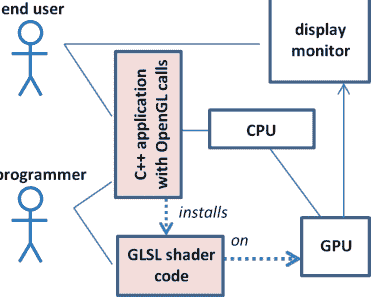 end user
display
monitor
C++ application
with OpenGL calls
CPU
programmer
installs
on
GLSL shader
code
GPU